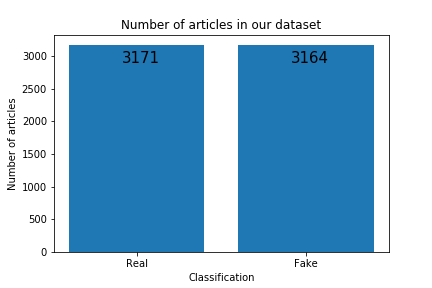 Number of articles in our dataset
3171
3164
3000
2500
2000
1500
1000
500
0
Number of articles
Real
Fake
Classification